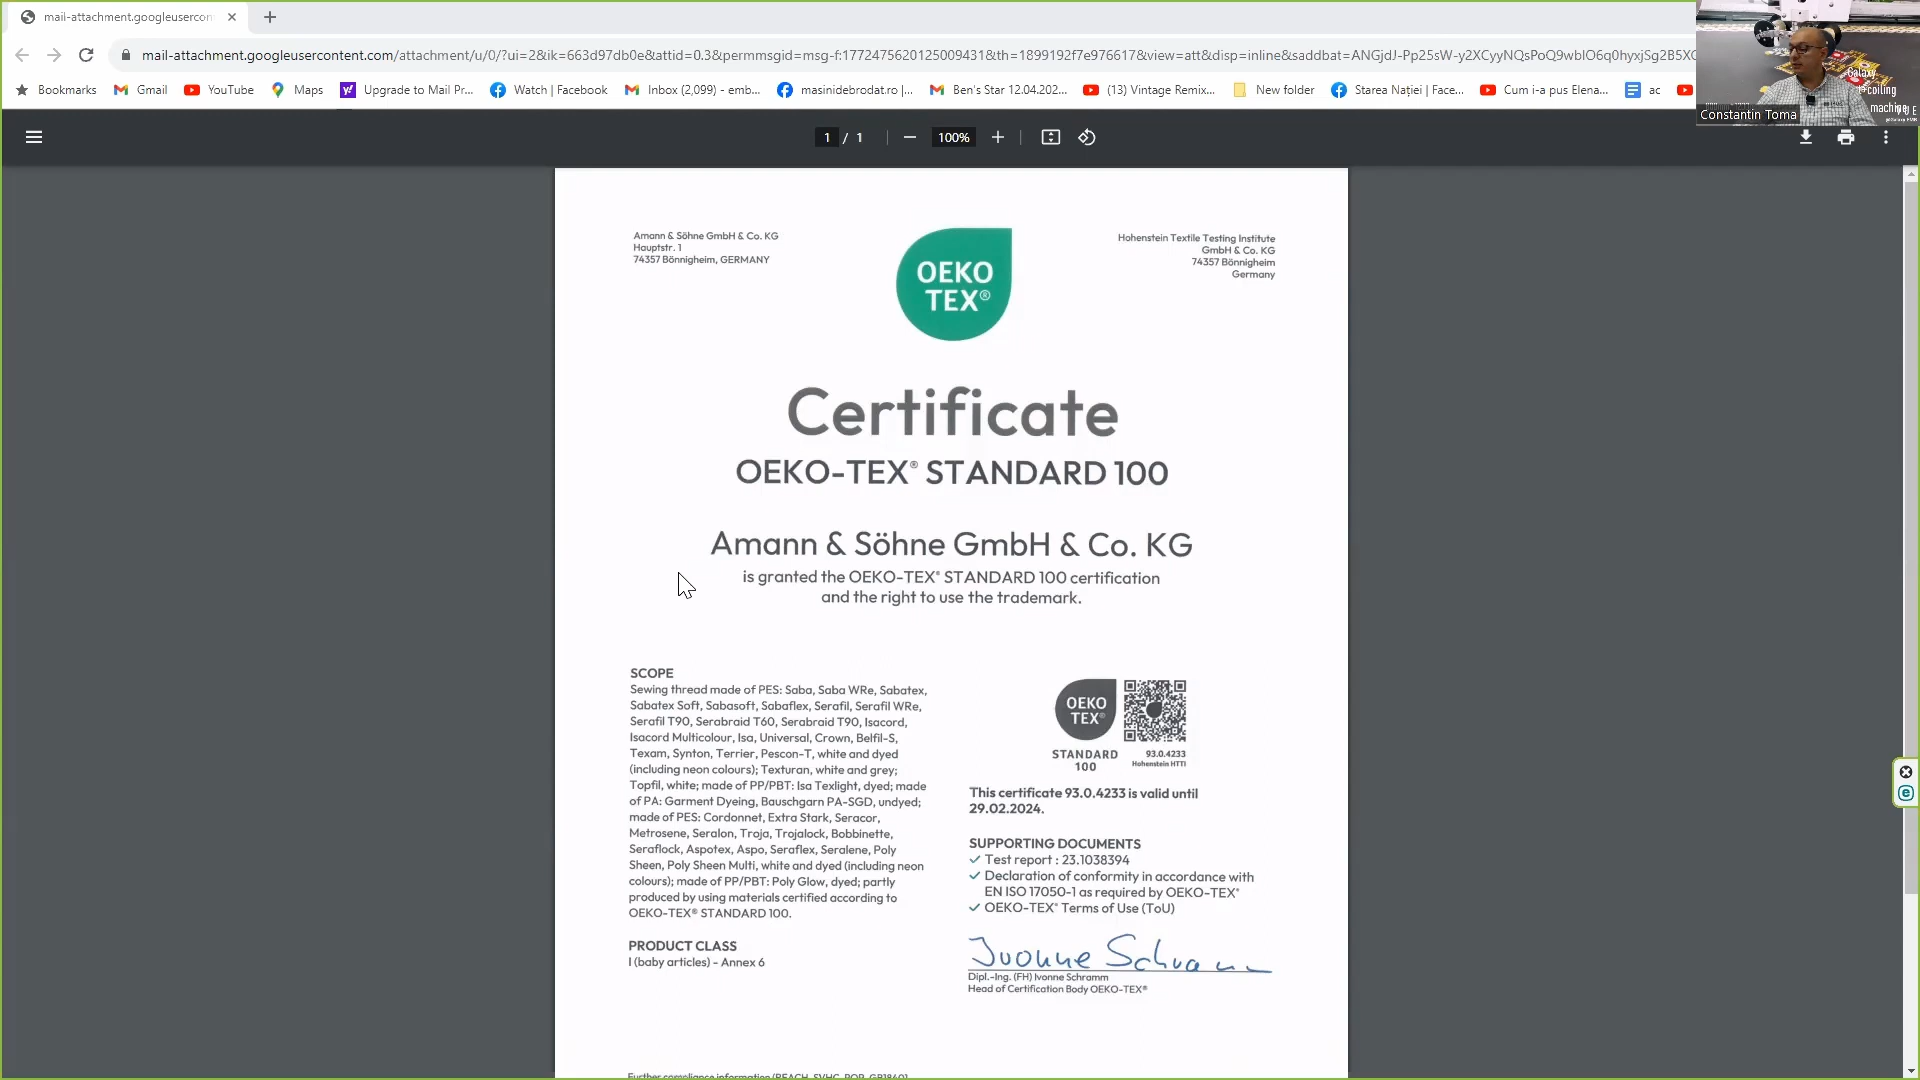 mail-attachment.googleusercon
mail-attachment.googleusercontent.com/attachment/u/0/?ui=2&ik=663d97db0e&attid=0.3&permmsgid=msg-f:1772475620125009431&th=1899192f7e976617&view=att&disp=inline&saddbat=ANGjdJ-Pp25sW-y2XCyyNQsPoQ9wblO6q0hyxjSg2B5XC
Bookmarks Gmail YouTube Maps Upgrade to Mail Pr... Watch | Facebook Inbox (2,099) - emb... masinidebrodat.ro |... Ben's Star 12.04.202... (13) Vintage Remix... New folder Starea Nației | Face... Cum i-a pus Elena... ac
Galaxy
coiling
machine
Constantin Toma
1 / 1 100%
Amann & Söhne GmbH & Co. KG
Hauptstr. 1
74357 Bönnigheim, GERMANY
OEKO
TEX®
Hohenstein Textile Testing Institute
GmbH & Co. KG
74357 Bönnigheim
Germany
Certificate
OEKO-TEX® STANDARD 100
Amann & Söhne GmbH & Co. KG
is granted the OEKO-TEX® STANDARD 100 certification
and the right to use the trademark.
SCOPE
Sewing thread made of PES: Saba, Saba WRe, Sabatex,
Sabatex Soft, Sabasoft, Sabaflex, Serafil, Serafil WRe,
Serafil T90, Serabraid T60, Serabraid T90, Isacord,
Isacord Multicolour, Isa, Universal, Crown, Belfil-S,
Texam, Synton, Terrier, Pescon-T, white and dyed
(including neon colours); Texturan, white and grey;
Topfil, white; made of PP/PBT: Isa Texlight, dyed; made
of PA: Garment Dyeing, Bauschgarn PA-SGD, undyed;
made of PES: Cordonnet, Extra Stark, Seracor,
Metrosene, Seralon, Troja, Trojalock, Bobbinette,
Seraflock, Aspotex, Aspo, Seraflex, Seralene, Poly
Sheen, Poly Sheen Multi, white and dyed (including neon
colours); made of PP/PBT: Poly Glow, dyed; partly
produced by using materials certified according to
OEKO-TEX® STANDARD 100.
PRODUCT CLASS
I (baby articles) - Annex 6
OEKO
TEX®
STANDARD
100
93.0.4233
Hohenstein HTTI
This certificate 93.0.4233 is valid until
29.02.2024.
SUPPORTING DOCUMENTS
Test report : 23.1038394
Declaration of conformity in accordance with
EN ISO 17050-1 as required by OEKO-TEX®
OEKO-TEX® Terms of Use (ToU)
Ivonne Schramm
Dipl.-Ing. (FH) Ivonne Schramm
Head of Certification Body OEKO-TEX®
Further compliance information (REACH, SVHC, POP, GB18401